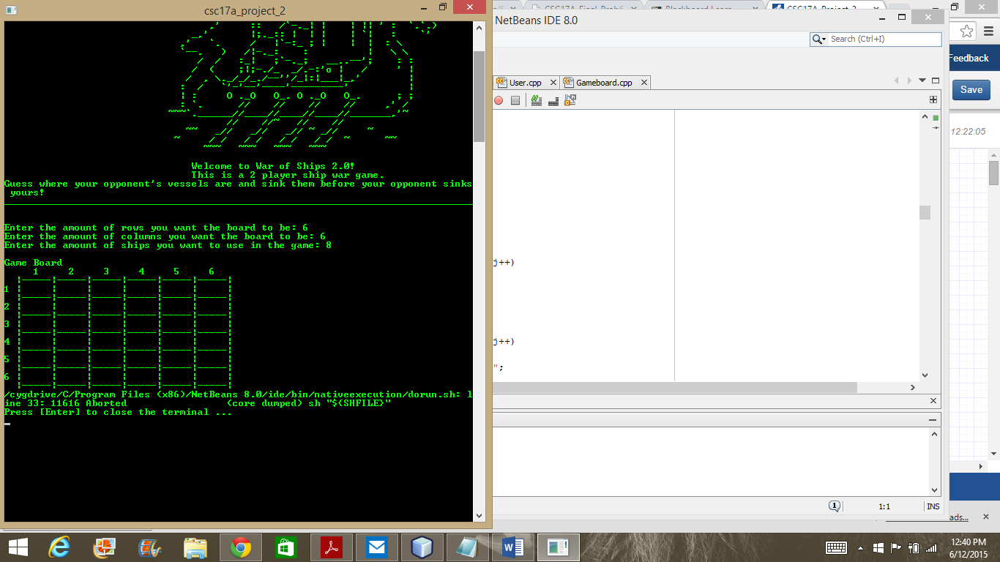 csc17a_project_2
Welcome to War of Ships 2.0!
This is a 2 player ship war game.
Guess where your opponent's vessels are and sink them before your opponent sinks
yours!
Enter the amount of rows you want the board to be: 6
Enter the amount of columns you want the board to be: 6
Enter the amount of ships you want to use in the game: 8
Game Board
1 2 3 4 5 6
1
2
3
4
5
6
/cygdrive/C/Program Files (x86)/NetBeans 8.0/ide/bin/nativeexecution/dorun.sh: l
ine 33: 11616 Aborted (core dumped) sh "${SHFILE}"
Press [Enter] to close the terminal ...
NetBeans IDE 8.0
Search (Ctrl+I)
User.cpp
Gameboard.cpp
j++)
j++)
";
1
1:1
INS
Feedback
Save
12:22:05
ads...
12:40 PM
6/12/2015